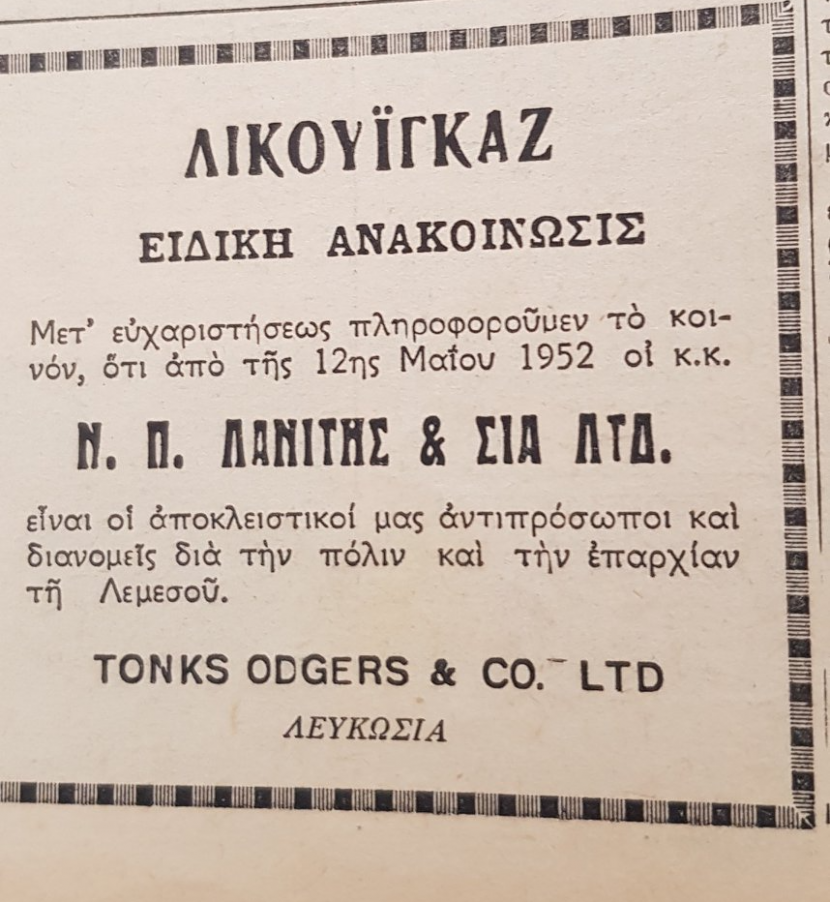 ΛΙΚΟΥΪΓΚΑΖ
ΕΙΔΙΚΗ ΑΝΑΚΟΙΝΩΣΙΣ
Μετ’ εὐχαριστήσεως πληροφοροῦμεν τὸ κοι-
νόν, ὅτι ἀπὸ τῆς 12ης Μαΐου 1952 οἱ κ.κ.
Ν. Π. ΛΑΝΙΤΗΣ & ΣΙΑ ΛΤΔ.
εἶναι οἱ ἀποκλειστικοί μας ἀντιπρόσωποι καὶ
διανομεῖς διὰ τὴν πόλιν καὶ τὴν ἐπαρχίαν
τῆ Λεμεσοῦ.
TONKS ODGERS & CO. LTD
ΛΕΥΚΩΣΙΑ